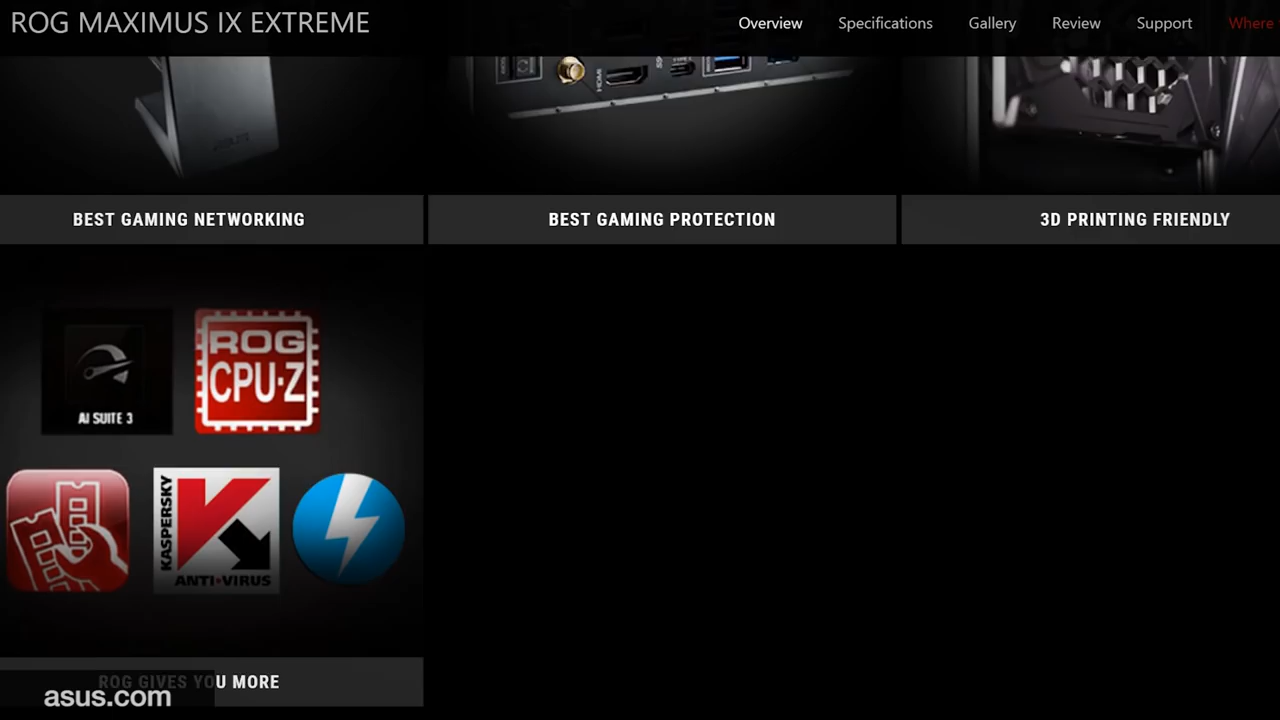 ROG MAXIMUS IX EXTREME
Overview Specifications Gallery Review Support Where
HDMI
BEST GAMING NETWORKING
BEST GAMING PROTECTION
3D PRINTING FRIENDLY
ROG
CPU-Z
AI SUITE 3
KASPERSKY
ANTI-VIRUS
ROG GIVES YOU MORE
asus.com